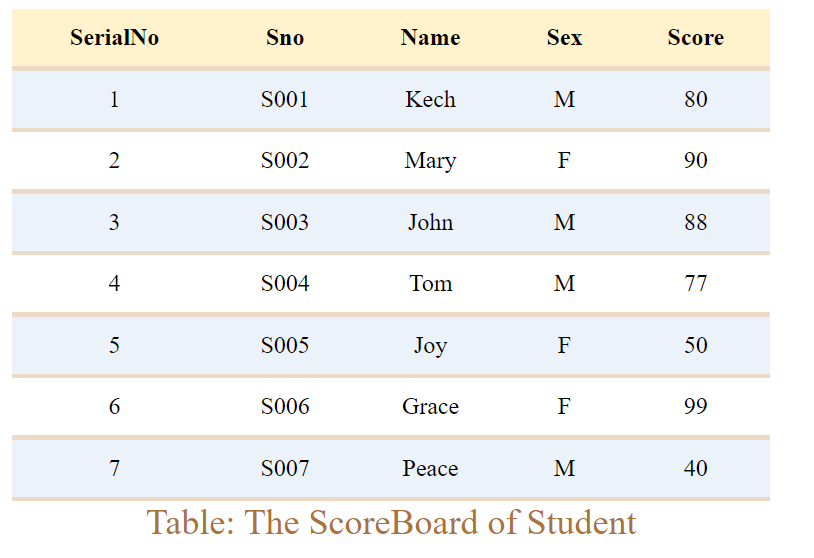 SerialNo Sno Name Sex Score
1 S001 Kech M 80
2 S002 Mary F 90
3 S003 John M 88
4 S004 Tom M 77
5 S005 Joy F 50
6 S006 Grace F 99
7 S007 Peace M 40
Table: The ScoreBoard of Student